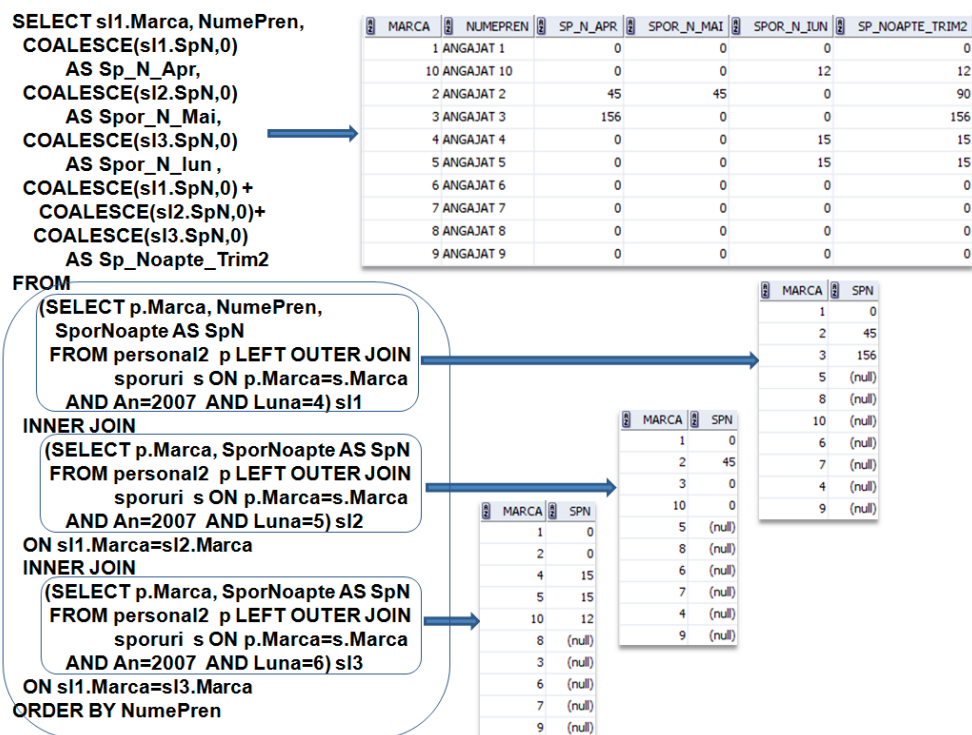 SELECT sl1.Marca, NumePren,
COALESCE(sl1.SpN,0)
AS Sp_N_Apr,
COALESCE(sl2.SpN,0)
AS Spor_N_Mai,
COALESCE(sl3.SpN,0)
AS Spor_N_Iun ,
COALESCE(sl1.SpN,0) +
COALESCE(sl2.SpN,0)+
COALESCE(sl3.SpN,0)
AS Sp_Noapte_Trim2
FROM
(SELECT p.Marca, NumePren,
SporNoapte AS SpN
FROM personal2 p LEFT OUTER JOIN
sporuri s ON p.Marca=s.Marca
AND An=2007 AND Luna=4) sl1
INNER JOIN
(SELECT p.Marca, SporNoapte AS SpN
FROM personal2 p LEFT OUTER JOIN
sporuri s ON p.Marca=s.Marca
AND An=2007 AND Luna=5) sl2
ON sl1.Marca=sl2.Marca
INNER JOIN
(SELECT p.Marca, SporNoapte AS SpN
FROM personal2 p LEFT OUTER JOIN
sporuri s ON p.Marca=s.Marca
AND An=2007 AND Luna=6) sl3
ON sl1.Marca=sl3.Marca
ORDER BY NumePren
MARCA NUMEPREN SP_N_APR SPOR_N_MAI SPOR_N_IUN SP_NOAPTE_TRIM2
1 ANGAJAT 1 0 0 0 0
10 ANGAJAT 10 0 0 12 12
2 ANGAJAT 2 45 45 0 90
3 ANGAJAT 3 156 0 0 156
4 ANGAJAT 4 0 0 15 15
5 ANGAJAT 5 0 0 15 15
6 ANGAJAT 6 0 0 0 0
7 ANGAJAT 7 0 0 0 0
8 ANGAJAT 8 0 0 0 0
9 ANGAJAT 9 0 0 0 0
MARCA SPN
1 0
2 45
3 156
5 (null)
8 (null)
10 (null)
6 (null)
7 (null)
4 (null)
9 (null)
MARCA SPN
1 0
2 45
3 0
10 0
5 (null)
8 (null)
6 (null)
7 (null)
4 (null)
9 (null)
MARCA SPN
1 0
2 0
4 15
5 15
10 12
8 (null)
3 (null)
6 (null)
7 (null)
9 (null)